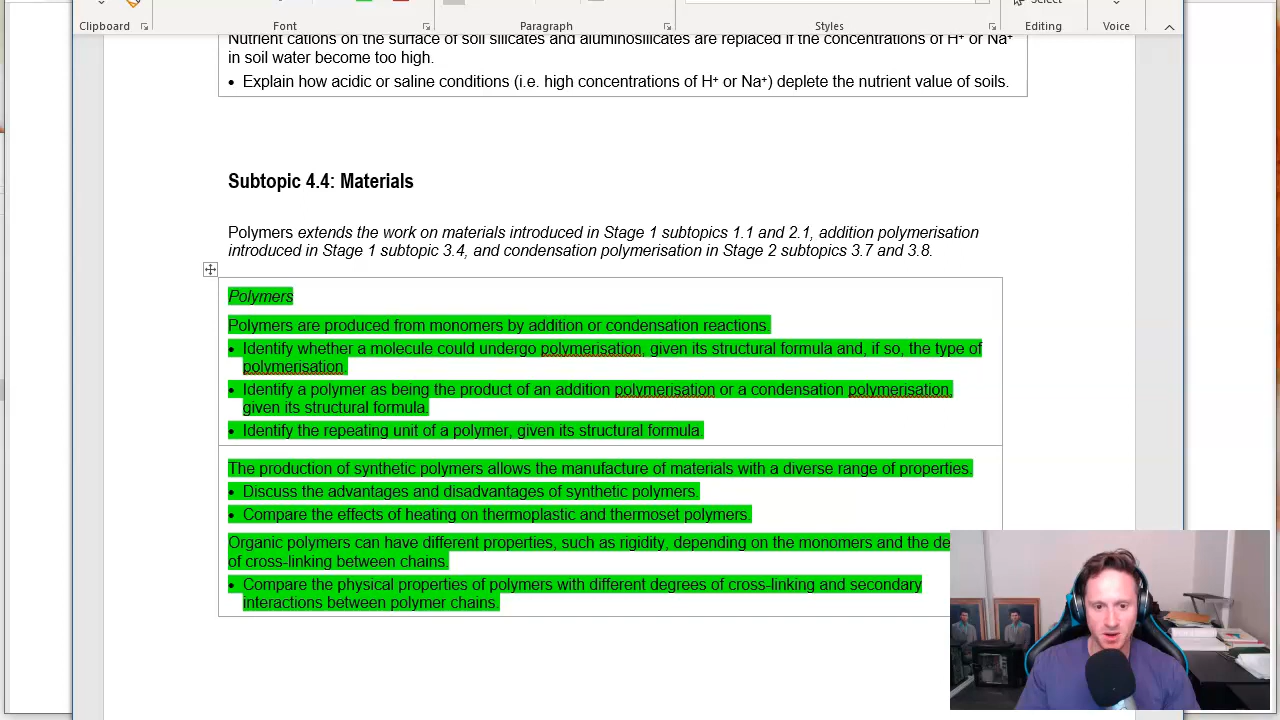 Select
Clipboard
Font
Paragraph
Styles
Editing
Voice
Nutrient cations on the surface of soil silicates and aluminosilicates are replaced if the concentrations of H⁺ or Na⁺
in soil water become too high.
• Explain how acidic or saline conditions (i.e. high concentrations of H⁺ or Na⁺) deplete the nutrient value of soils.
Subtopic 4.4: Materials
Polymers extends the work on materials introduced in Stage 1 subtopics 1.1 and 2.1, addition polymerisation
introduced in Stage 1 subtopic 3.4, and condensation polymerisation in Stage 2 subtopics 3.7 and 3.8.
Polymers
Polymers are produced from monomers by addition or condensation reactions.
• Identify whether a molecule could undergo polymerisation, given its structural formula and, if so, the type of
polymerisation.
• Identify a polymer as being the product of an addition polymerisation or a condensation polymerisation,
given its structural formula.
• Identify the repeating unit of a polymer, given its structural formula.
The production of synthetic polymers allows the manufacture of materials with a diverse range of properties.
• Discuss the advantages and disadvantages of synthetic polymers.
• Compare the effects of heating on thermoplastic and thermoset polymers.
Organic polymers can have different properties, such as rigidity, depending on the monomers and the de
of cross-linking between chains.
• Compare the physical properties of polymers with different degrees of cross-linking and secondary
interactions between polymer chains.